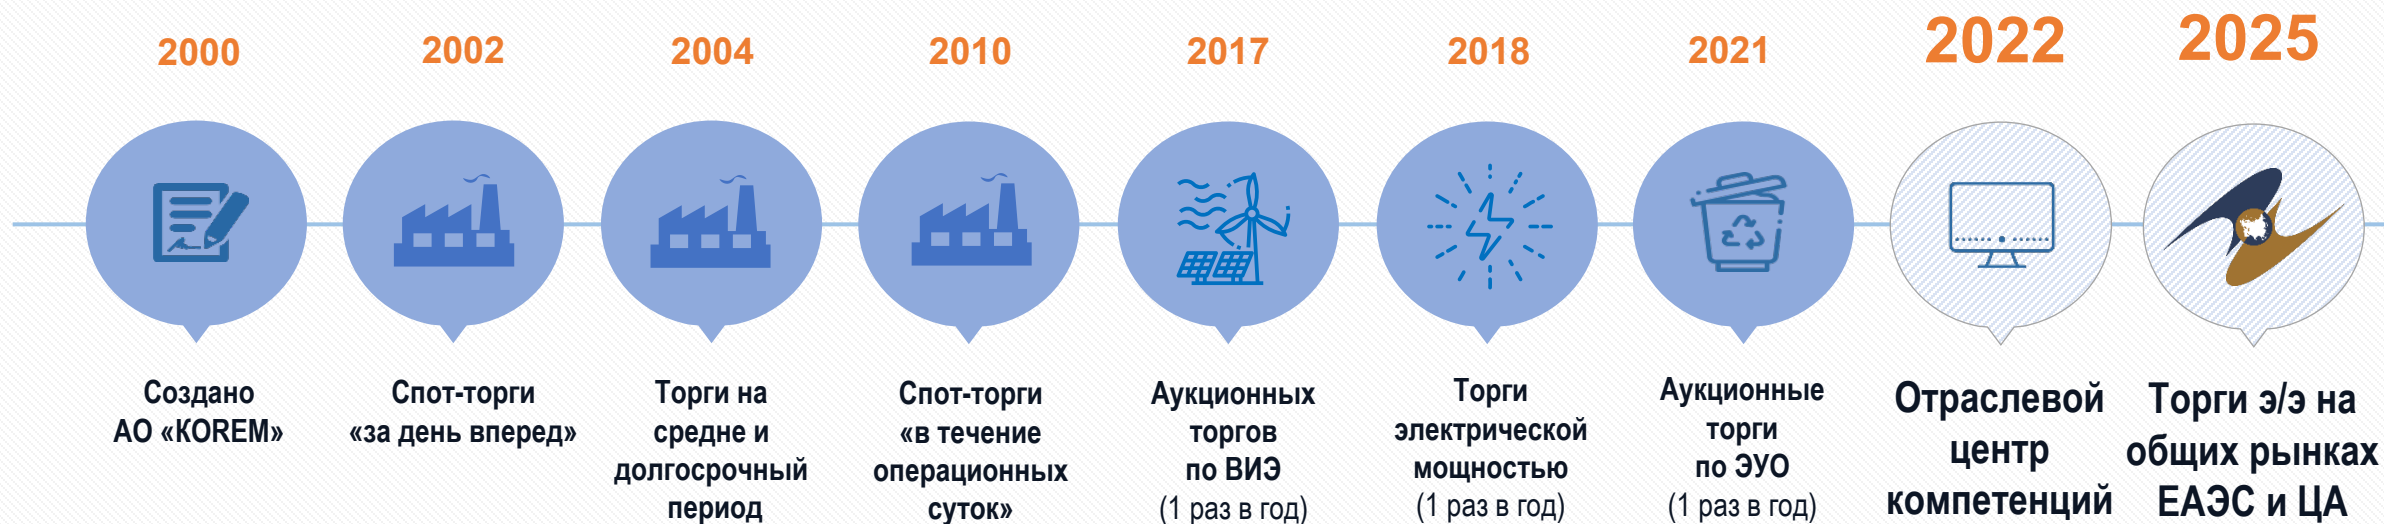 2000
Создано
АО «KOREM»
2002
Спот-торги
«за день вперед»
2004
Торги на
средне и
долгосрочный
период
2010
Спот-торги
«в течение
операционных
суток»
2017
Аукционных
торгов
по ВИЭ
(1 раз в год)
2018
Торги
электрической
мощностью
(1 раз в год)
2021
Аукционные
торги
по ЭУО
(1 раз в год)
2022
Отраслевой
центр
компетенций
2025
Торги э/э на
общих рынках
ЕАЭС и ЦА